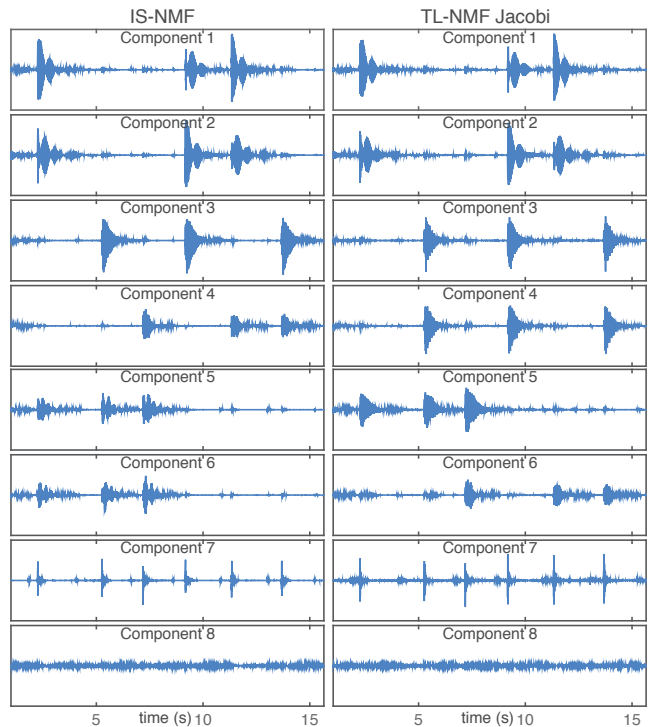 IS-NMF TL-NMF Jacobi
Component 1 Component 1
Component 2 Component 2
Component 3 Component 3
Component 4 Component 4
Component 5 Component 5
Component 6 Component 6
Component 7 Component 7
Component 8 Component 8
5 time (s) 10 15 5 time (s) 10 15